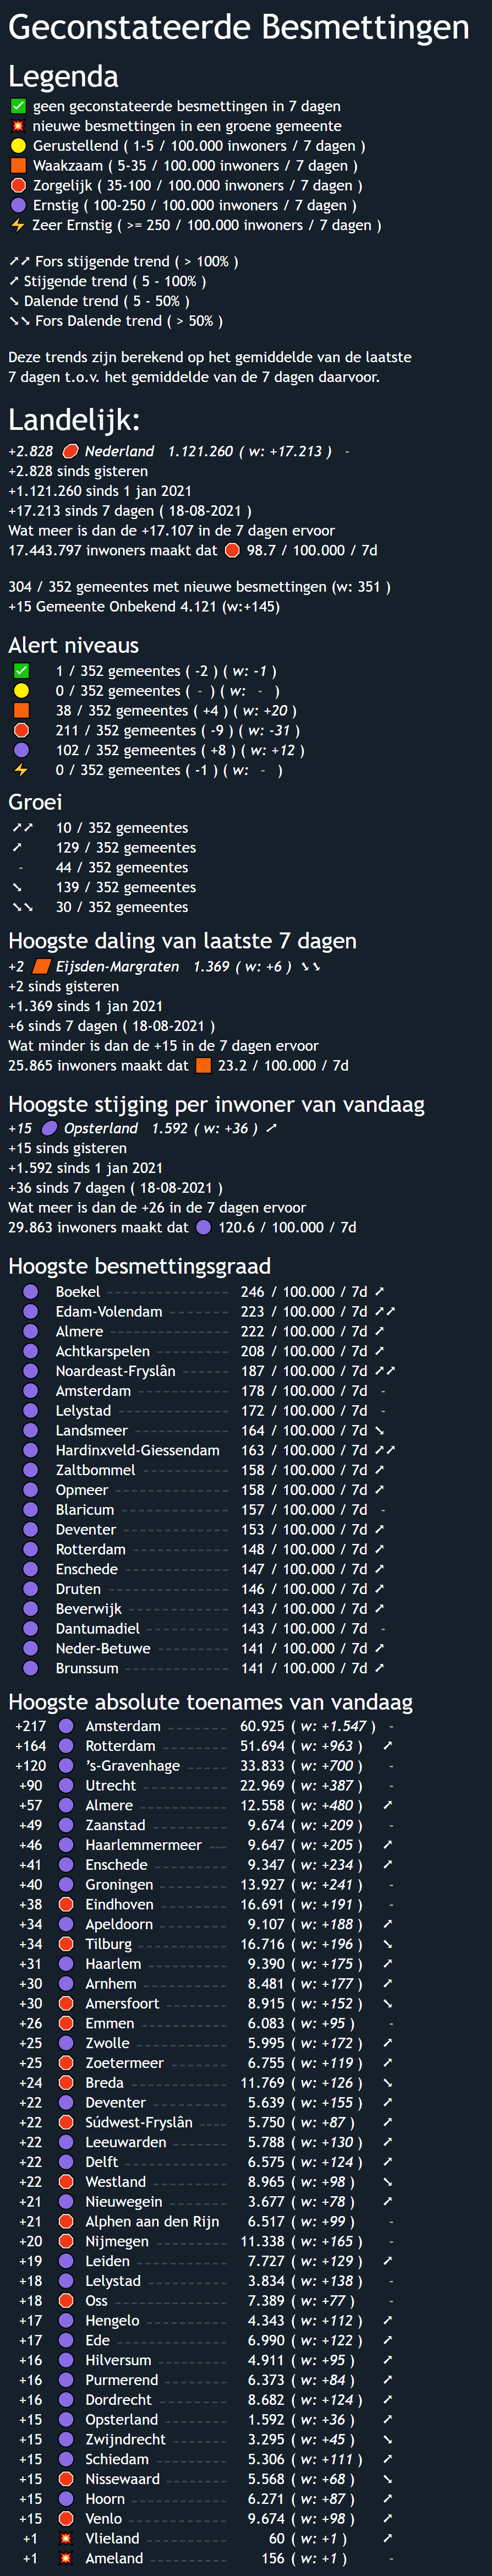 Geconstateerde Besmettingen
Legenda
✅ geen geconstateerde besmettingen in 7 dagen
💥 nieuwe besmettingen in een groene gemeente
🟡 Gerustellend ( 1-5 / 100.000 inwoners / 7 dagen )
🟧 Waakzaam ( 5-35 / 100.000 inwoners / 7 dagen )
🛑 Zorgelijk ( 35-100 / 100.000 inwoners / 7 dagen )
🟣 Ernstig ( 100-250 / 100.000 inwoners / 7 dagen )
⚡ Zeer Ernstig ( >= 250 / 100.000 inwoners / 7 dagen )
➚➚ Fors stijgende trend ( > 100% )
➚ Stijgende trend ( 5 - 100% )
➘ Dalende trend ( 5 - 50% )
➘➘ Fors Dalende trend ( > 50% )
Deze trends zijn berekend op het gemiddelde van de laatste
7 dagen t.o.v. het gemiddelde van de 7 dagen daarvoor.
Landelijk:
+2.828 🛑 Nederland 1.121.260 ( w: +17.213 ) -
+2.828 sinds gisteren
+1.121.260 sinds 1 jan 2021
+17.213 sinds 7 dagen ( 18-08-2021 )
Wat meer is dan de +17.107 in de 7 dagen ervoor
17.443.797 inwoners maakt dat 🛑 98.7 / 100.000 / 7d
304 / 352 gemeentes met nieuwe besmettingen (w: 351 )
+15 Gemeente Onbekend 4.121 (w:+145)
Alert niveaus
✅ 1 / 352 gemeentes ( -2 ) ( w: -1 )
🟡 0 / 352 gemeentes ( - ) ( w: - )
🟧 38 / 352 gemeentes ( +4 ) ( w: +20 )
🛑 211 / 352 gemeentes ( -9 ) ( w: -31 )
🟣 102 / 352 gemeentes ( +8 ) ( w: +12 )
⚡ 0 / 352 gemeentes ( -1 ) ( w: - )
Groei
➚➚ 10 / 352 gemeentes
➚ 129 / 352 gemeentes
- 44 / 352 gemeentes
➘ 139 / 352 gemeentes
➘➘ 30 / 352 gemeentes
Hoogste daling van laatste 7 dagen
+2 🟧 Eijsden-Margraten 1.369 ( w: +6 ) ➘➘
+2 sinds gisteren
+1.369 sinds 1 jan 2021
+6 sinds 7 dagen ( 18-08-2021 )
Wat minder is dan de +15 in de 7 dagen ervoor
25.865 inwoners maakt dat 🟧 23.2 / 100.000 / 7d
Hoogste stijging per inwoner van vandaag
+15 🟣 Opsterland 1.592 ( w: +36 ) ➚
+15 sinds gisteren
+1.592 sinds 1 jan 2021
+36 sinds 7 dagen ( 18-08-2021 )
Wat meer is dan de +26 in de 7 dagen ervoor
29.863 inwoners maakt dat 🟣 120.6 / 100.000 / 7d
Hoogste besmettingsgraad
🟣 Boekel 246 / 100.000 / 7d ➚
🟣 Edam-Volendam 223 / 100.000 / 7d ➚➚
🟣 Almere 222 / 100.000 / 7d ➚
🟣 Achtkarspelen 208 / 100.000 / 7d ➚
🟣 Noardeast-Fryslân 187 / 100.000 / 7d ➚➚
🟣 Amsterdam 178 / 100.000 / 7d -
🟣 Lelystad 172 / 100.000 / 7d -
🟣 Landsmeer 164 / 100.000 / 7d ➘
🟣 Hardinxveld-Giessendam 163 / 100.000 / 7d ➚➚
🟣 Zaltbommel 158 / 100.000 / 7d ➚
🟣 Opmeer 158 / 100.000 / 7d ➚
🟣 Blaricum 157 / 100.000 / 7d -
🟣 Deventer 153 / 100.000 / 7d ➚
🟣 Rotterdam 148 / 100.000 / 7d ➚
🟣 Enschede 147 / 100.000 / 7d ➚
🟣 Druten 146 / 100.000 / 7d ➚
🟣 Beverwijk 143 / 100.000 / 7d ➚
🟣 Dantumadiel 143 / 100.000 / 7d -
🟣 Neder-Betuwe 141 / 100.000 / 7d ➚
🟣 Brunssum 141 / 100.000 / 7d ➚
Hoogste absolute toenames van vandaag
+217 🟣 Amsterdam 60.925 ( w: +1.547 ) -
+164 🟣 Rotterdam 51.694 ( w: +963 ) ➚
+120 🟣 's-Gravenhage 33.833 ( w: +700 ) -
+90 🟣 Utrecht 22.969 ( w: +387 ) -
+57 🟣 Almere 12.558 ( w: +480 ) ➚
+49 🟣 Zaanstad 9.674 ( w: +209 ) -
+46 🟣 Haarlemmermeer 9.647 ( w: +205 ) ➚
+41 🟣 Enschede 9.347 ( w: +234 ) ➚
+40 🟣 Groningen 13.927 ( w: +241 ) -
+38 🛑 Eindhoven 16.691 ( w: +191 ) -
+34 🟣 Apeldoorn 9.107 ( w: +188 ) ➚
+34 🛑 Tilburg 16.716 ( w: +196 ) ➘
+31 🟣 Haarlem 9.390 ( w: +175 ) ➚
+30 🟣 Arnhem 8.481 ( w: +177 ) ➚
+30 🛑 Amersfoort 8.915 ( w: +152 ) ➘
+26 🛑 Emmen 6.083 ( w: +95 ) -
+25 🟣 Zwolle 5.995 ( w: +172 ) ➚
+25 🛑 Zoetermeer 6.755 ( w: +119 ) ➚
+24 🛑 Breda 11.769 ( w: +126 ) ➘
+22 🟣 Deventer 5.639 ( w: +155 ) ➚
+22 🛑 Súdwest-Fryslân 5.750 ( w: +87 ) ➚
+22 🟣 Leeuwarden 5.788 ( w: +130 ) ➚
+22 🟣 Delft 6.575 ( w: +124 ) ➚
+22 🛑 Westland 8.965 ( w: +98 ) ➘
+21 🟣 Nieuwegein 3.677 ( w: +78 ) ➚
+21 🛑 Alphen aan den Rijn 6.517 ( w: +99 ) -
+20 🛑 Nijmegen 11.338 ( w: +165 ) -
+19 🟣 Leiden 7.727 ( w: +129 ) ➚
+18 🟣 Lelystad 3.834 ( w: +138 ) -
+18 🛑 Oss 7.389 ( w: +77 ) -
+17 🟣 Hengelo 4.343 ( w: +112 ) ➚
+17 🟣 Ede 6.990 ( w: +122 ) ➚
+16 🟣 Hilversum 4.911 ( w: +95 ) ➚
+16 🟣 Purmerend 6.373 ( w: +84 ) ➚
+16 🟣 Dordrecht 8.682 ( w: +124 ) ➚
+15 🟣 Opsterland 1.592 ( w: +36 ) ➚
+15 🟣 Zwijndrecht 3.295 ( w: +45 ) ➘
+15 🟣 Schiedam 5.306 ( w: +111 ) ➚
+15 🛑 Nissewaard 5.568 ( w: +68 ) ➘
+15 🟣 Hoorn 6.271 ( w: +87 ) ➚
+15 🛑 Venlo 9.674 ( w: +98 ) ➚
+1 💥 Vlieland 60 ( w: +1 ) ➚
+1 💥 Ameland 156 ( w: +1 ) -